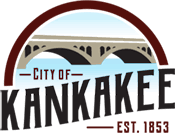 CITY OF
KANKAKEE
EST. 1853